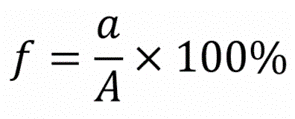 f = a/A × 100%